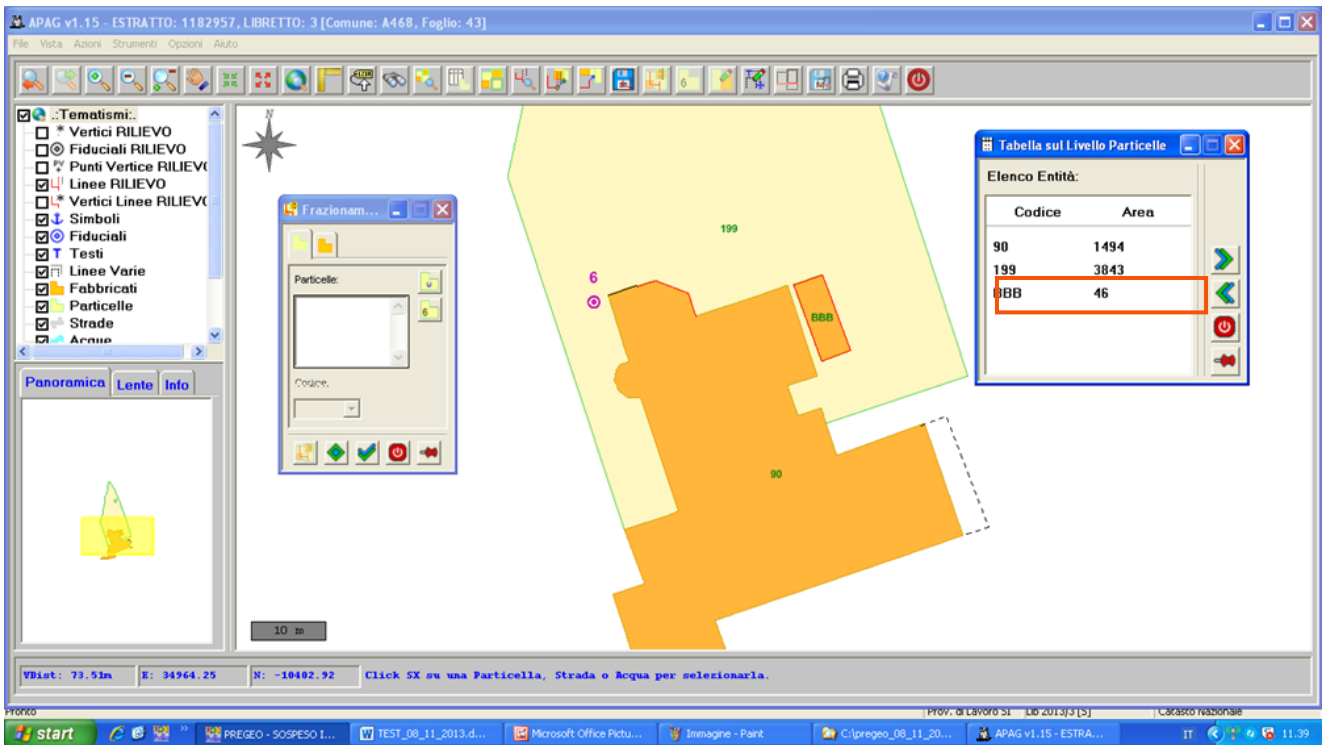 APAG v1.15 - ESTRATTO: 1182957, LIBRETTO: 3 [Comune: A468, Foglio: 43]
File Vista Azioni Strumenti Opzioni Aiuto
.:Tematismi:.
Vertici RILIEVO
Fiduciali RILIEVO
Punti Vertice RILIEV
Linee RILIEVO
Vertici Linee RILIEV
Simboli
Fiduciali
Testi
Linee Varie
Fabbricati
Particelle
Strade
Acque
Panoramica Lente Info
N
Frazionam...
Particelle:
6
Codice.
199
6
BBB
90
10 m
Tabella sul Livello Particelle
Elenco Entità:
Codice Area
90 1494
199 3843
BBB 46
VDist: 73.51m E: 34964.25 N: -10402.92 Click SX su una Particella, Strada o Acqua per selezionarla.
Pronto Prov. di Lavoro SI Lib 2013|3 [S] Catasto Nazionale
start PREGEO - SOSPESO I... TEST_08_11_2013.d... Microsoft Office Pictu... Immagine - Paint C:\pregeo_08_11_20... APAG v1.15 - ESTRA... IT 11.39